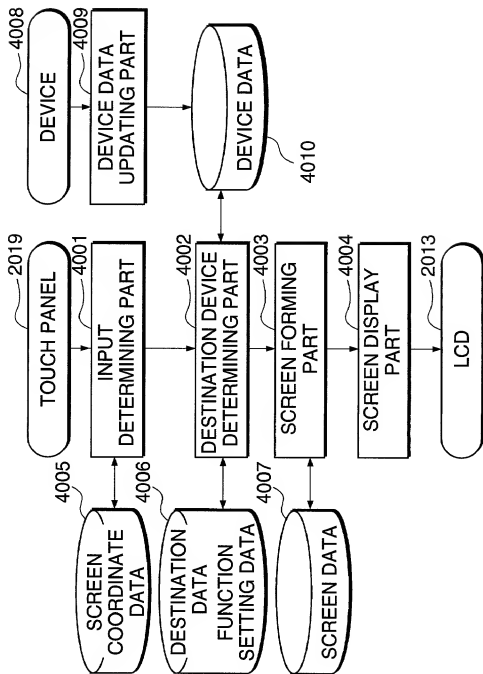 2019
TOUCH PANEL
4005
SCREEN
COORDINATE
DATA
4001
INPUT
DETERMINING PART
4006
DESTINATION
DATA
FUNCTION
SETTING DATA
4002
DESTINATION DEVICE
DETERMINING PART
4007
SCREEN DATA
4003
SCREEN FORMING
PART
4004
SCREEN DISPLAY
PART
2013
LCD
4008
DEVICE
4009
DEVICE DATA
UPDATING PART
DEVICE DATA
4010